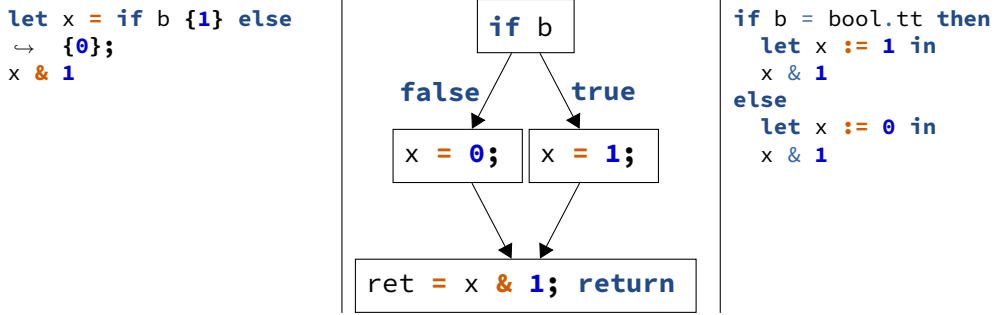 let x = if b {1} else
↪ {0};
x & 1
if b
false
true
x = 0;
x = 1;
ret = x & 1; return
if b = bool.tt then
let x := 1 in
x & 1
else
let x := 0 in
x & 1